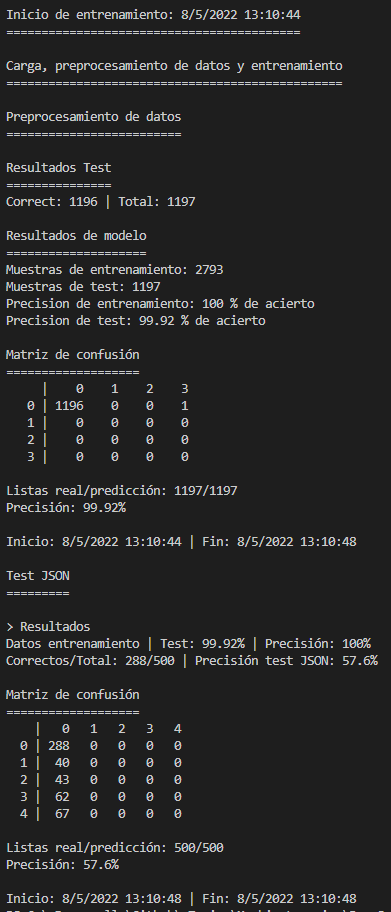 Inicio de entrenamiento: 8/5/2022 13:10:44
==========================================
Carga, preprocesamiento de datos y entrenamiento
================================================
Preprocesamiento de datos
=========================
Resultados Test
===============
Correct: 1196 | Total: 1197
Resultados de modelo
====================
Muestras de entrenamiento: 2793
Muestras de test: 1197
Precision de entrenamiento: 100 % de acierto
Precision de test: 99.92 % de acierto
Matriz de confusión
===================
     |    0    1    2    3
   0 | 1196    0    0    1
   1 |    0    0    0    0
   2 |    0    0    0    0
   3 |    0    0    0    0
Listas real/predicción: 1197/1197
Precisión: 99.92%
Inicio: 8/5/2022 13:10:44 | Fin: 8/5/2022 13:10:48
Test JSON
=========
> Resultados
Datos entrenamiento | Test: 99.92% | Precisión: 100%
Correctos/Total: 288/500 | Precisión test JSON: 57.6%
Matriz de confusión
===================
    |   0   1   2   3   4
  0 | 288   0   0   0   0
  1 |  40   0   0   0   0
  2 |  43   0   0   0   0
  3 |  62   0   0   0   0
  4 |  67   0   0   0   0
Listas real/predicción: 500/500
Precisión: 57.6%
Inicio: 8/5/2022 13:10:48 | Fin: 8/5/2022 13:10:48